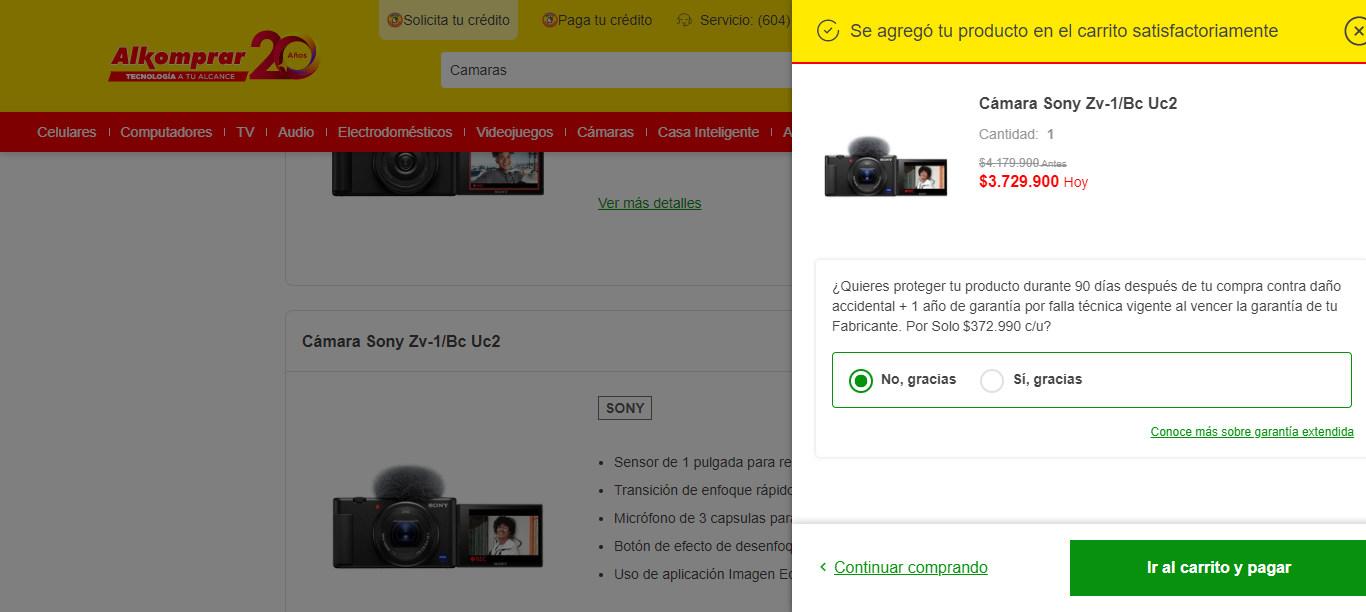 Solicita tu crédito
Paga tu crédito
Servicio: (604)
Alkomprar 20 Años
TECNOLOGÍA A TU ALCANCE
Camaras
Celulares
Computadores
TV
Audio
Electrodomésticos
Videojuegos
Cámaras
Casa Inteligente
A
Ver más detalles
Cámara Sony Zv-1/Bc Uc2
SONY
Sensor de 1 pulgada para re
Transición de enfoque rápido
Micrófono de 3 capsulas para
Botón de efecto de desenfoq
Uso de aplicación Imagen Ed
Se agregó tu producto en el carrito satisfactoriamente
Cámara Sony Zv-1/Bc Uc2
Cantidad: 1
$4.179.900 Antes
$3.729.900 Hoy
¿Quieres proteger tu producto durante 90 días después de tu compra contra daño
accidental + 1 año de garantía por falla técnica vigente al vencer la garantía de tu
Fabricante. Por Solo $372.990 c/u?
No, gracias
Sí, gracias
Conoce más sobre garantía extendida
Continuar comprando
Ir al carrito y pagar